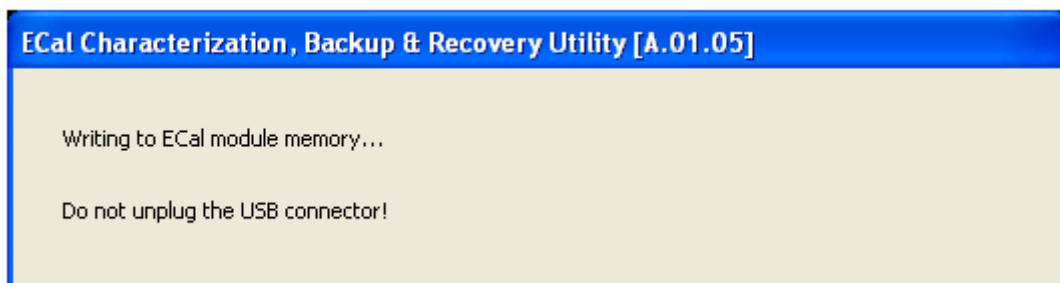 ECal Characterization, Backup & Recovery Utility [A.01.05]
Writing to ECal module memory...
Do not unplug the USB connector!